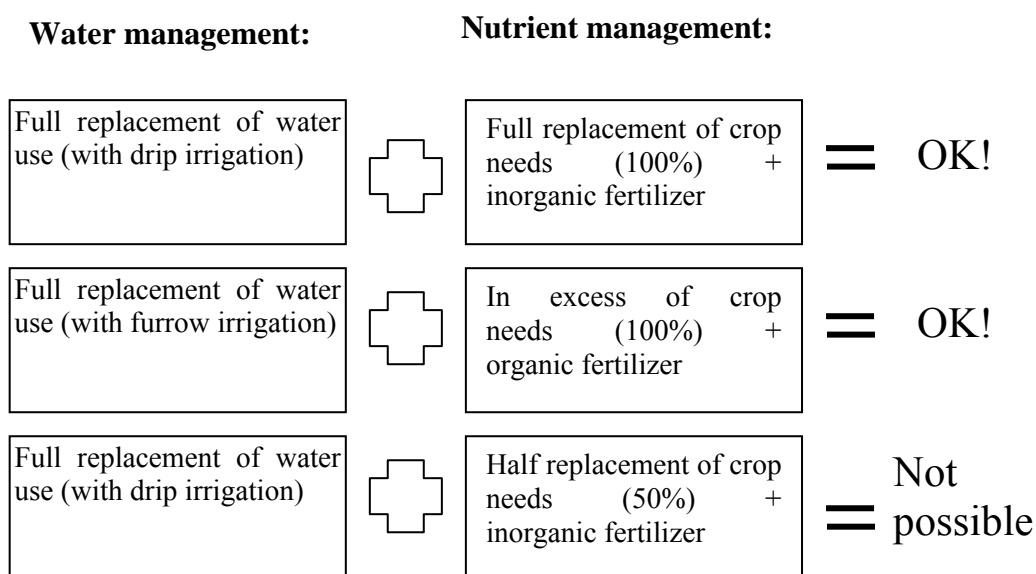 Water management:
Nutrient management:
Full replacement of water
use (with drip irrigation)
Full replacement of crop
needs (100%) +
inorganic fertilizer
= OK!
Full replacement of water
use (with furrow irrigation)
In excess of crop
needs (100%) +
organic fertilizer
= OK!
Full replacement of water
use (with drip irrigation)
Half replacement of crop
needs (50%) +
inorganic fertilizer
= Not
possible